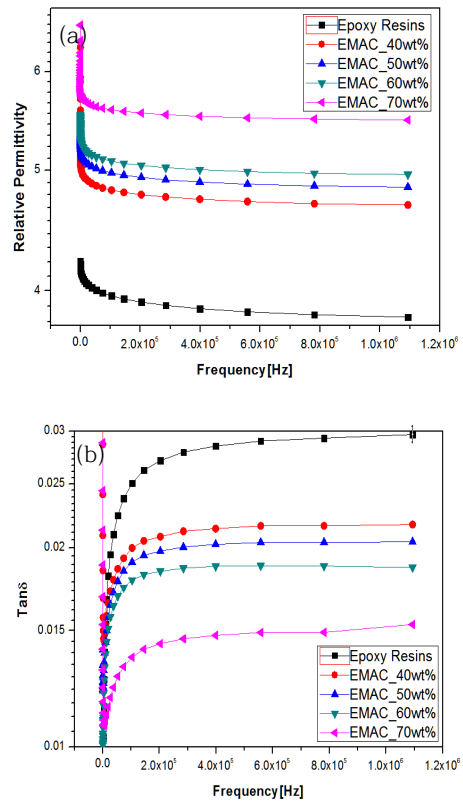 (a)
Epoxy Resins
EMAC_40wt%
EMAC_50wt%
EMAC_60wt%
EMAC_70wt%
Relative Permittivity
6
5
4
0.0 2.0x10⁵ 4.0x10⁵ 6.0x10⁵ 8.0x10⁵ 1.0x10⁶ 1.2x10⁶
Frequency[Hz]
(b)
0.03
0.025
0.02
0.015
0.01
Tanδ
Epoxy Resins
EMAC_40wt%
EMAC_50wt%
EMAC_60wt%
EMAC_70wt%
0.0 2.0x10⁵ 4.0x10⁵ 6.0x10⁵ 8.0x10⁵ 1.0x10⁶ 1.2x10⁶
Frequency[Hz]